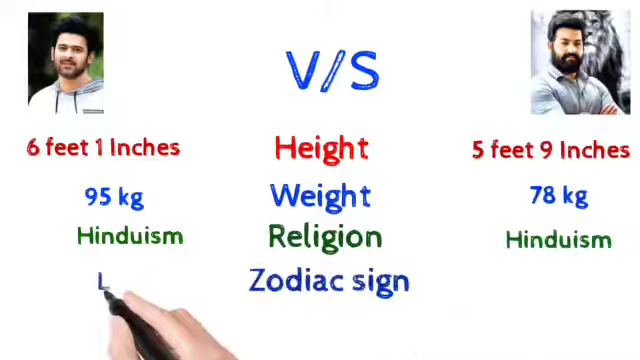 V/S
6 feet 1 Inches Height 5 feet 9 Inches
95 kg Weight 78 kg
Hinduism Religion Hinduism
L Zodiac sign